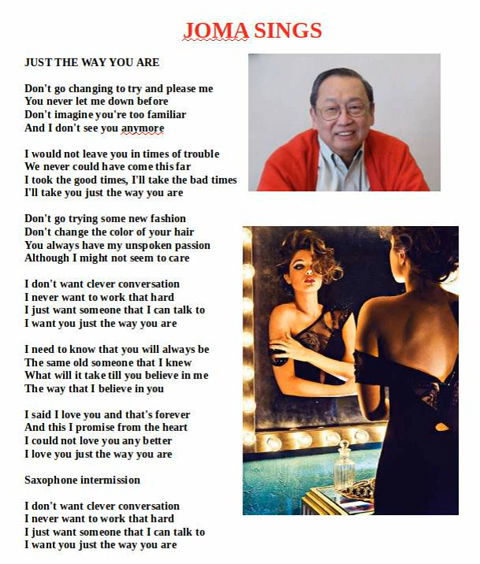 JOMA SINGS
JUST THE WAY YOU ARE
Don't go changing to try and please me
You never let me down before
Don't imagine you're too familiar
And I don't see you anymore
I would not leave you in times of trouble
We never could have come this far
I took the good times, I'll take the bad times
I'll take you just the way you are
Don't go trying some new fashion
Don't change the color of your hair
You always have my unspoken passion
Although I might not seem to care
I don't want clever conversation
I never want to work that hard
I just want someone that I can talk to
I want you just the way you are
I need to know that you will always be
The same old someone that I knew
What will it take till you believe in me
The way that I believe in you
I said I love you and that's forever
And this I promise from the heart
I could not love you any better
I love you just the way you are
Saxophone intermission
I don't want clever conversation
I never want to work that hard
I just want someone that I can talk to
I want you just the way you are